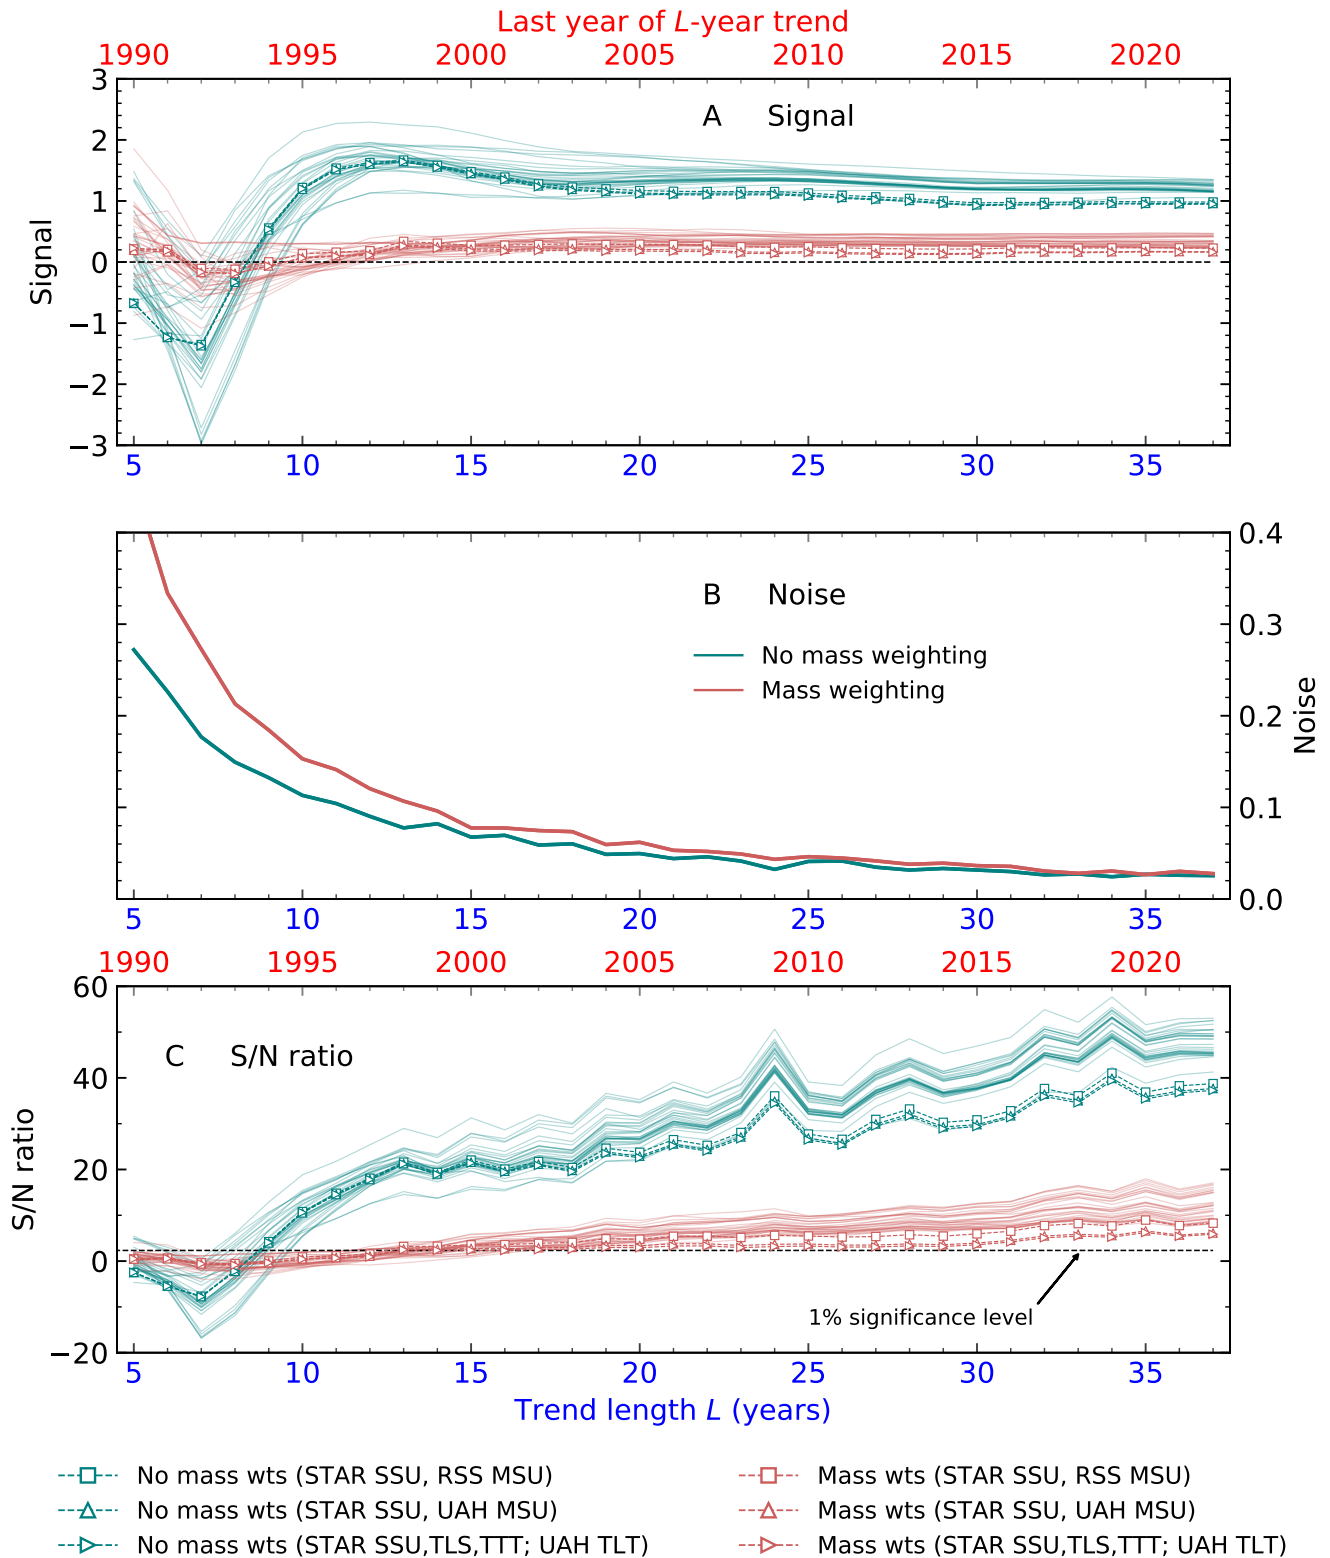 Last year of L-year trend
1990 1995 2000 2005 2010 2015 2020
A Signal
Signal
3
2
1
0
−1
−2
−3
5 10 15 20 25 30 35
B Noise
No mass weighting
Mass weighting
Noise
0.4
0.3
0.2
0.1
0.0
5 10 15 20 25 30 35
1990 1995 2000 2005 2010 2015 2020
C S/N ratio
S/N ratio
60
40
20
0
−20
1% significance level
5 10 15 20 25 30 35
Trend length L (years)
No mass wts (STAR SSU, RSS MSU)
No mass wts (STAR SSU, UAH MSU)
No mass wts (STAR SSU,TLS,TTT; UAH TLT)
Mass wts (STAR SSU, RSS MSU)
Mass wts (STAR SSU, UAH MSU)
Mass wts (STAR SSU,TLS,TTT; UAH TLT)